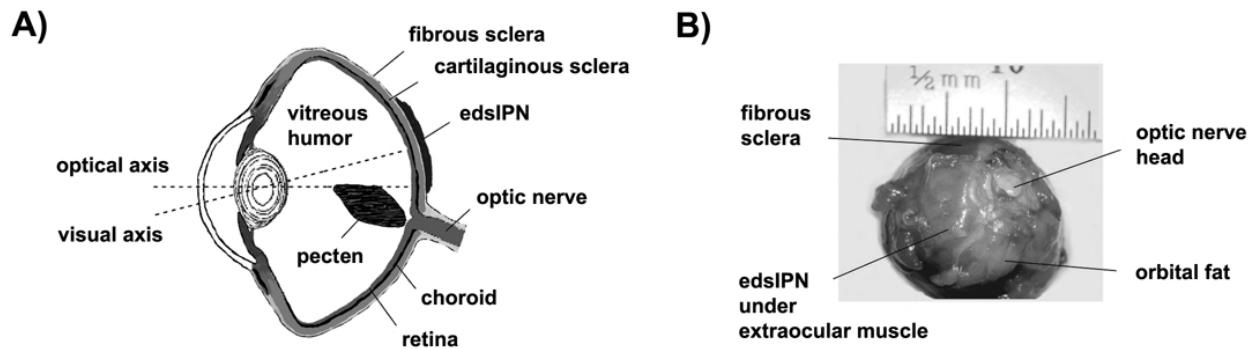 A)
fibrous sclera
cartilaginous sclera
edsIPN
vitreous
humor
optical axis
optic nerve
visual axis
pecten
choroid
retina
B)
½ mm
fibrous
sclera
optic nerve
head
edsIPN
under
extraocular muscle
orbital fat